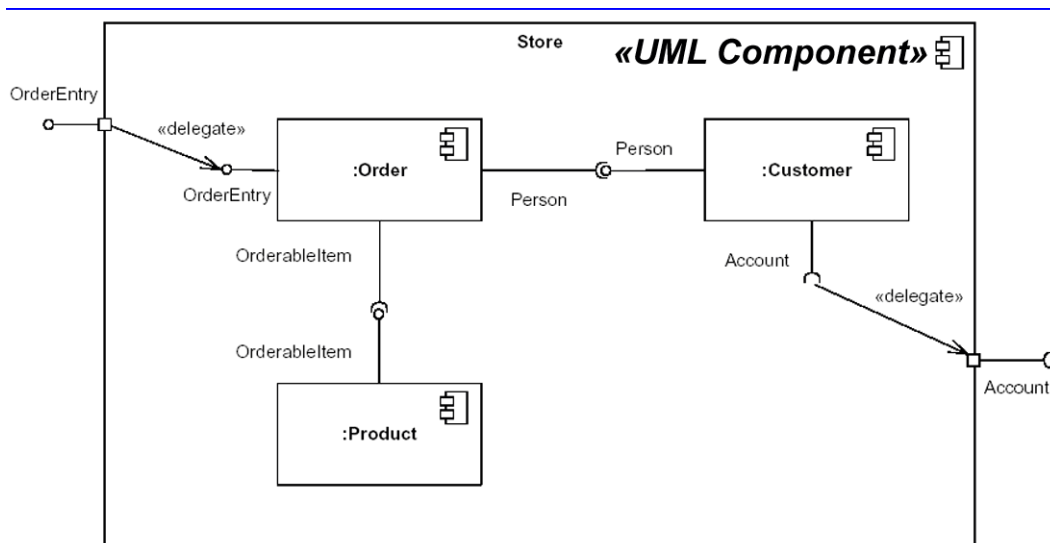 Store
«UML Component»
OrderEntry
«delegate»
:Order
OrderEntry
Person
Person
:Customer
OrderableItem
Account
«delegate»
OrderableItem
Account
:Product